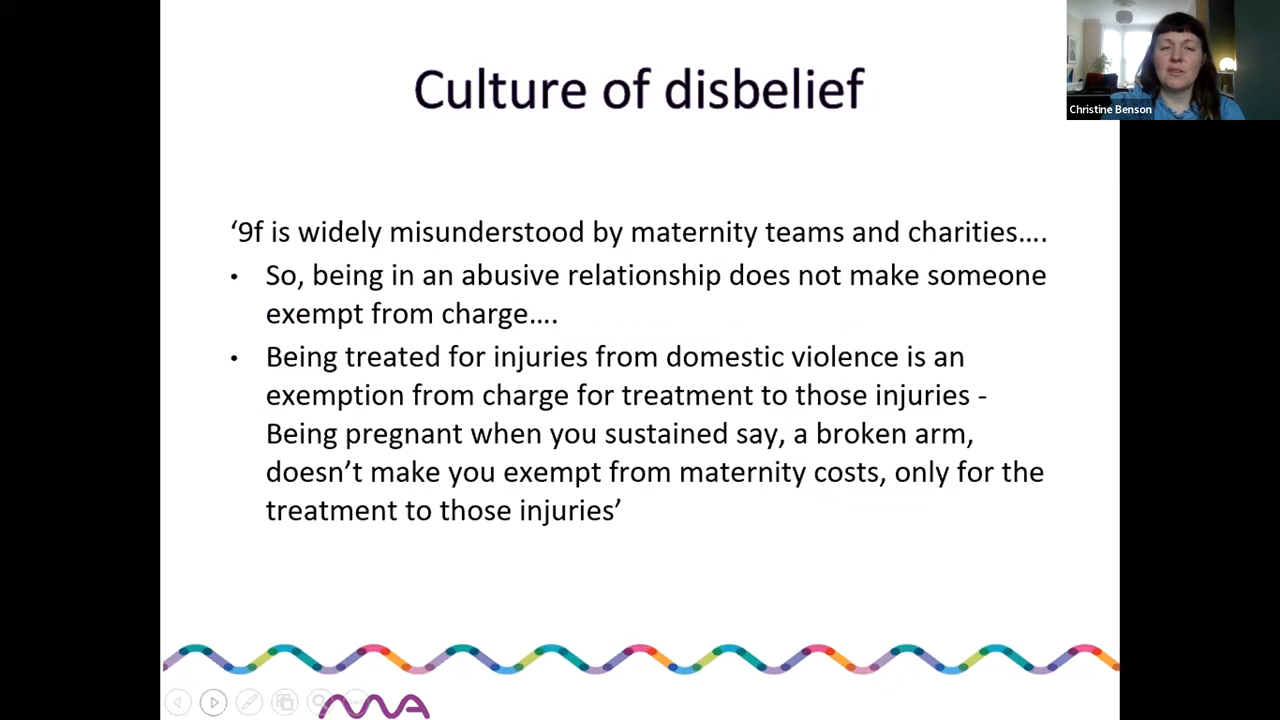 Culture of disbelief
Christine Benson
‘9f is widely misunderstood by maternity teams and charities….
• So, being in an abusive relationship does not make someone
exempt from charge….
• Being treated for injuries from domestic violence is an
exemption from charge for treatment to those injuries -
Being pregnant when you sustained say, a broken arm,
doesn’t make you exempt from maternity costs, only for the
treatment to those injuries’
MA